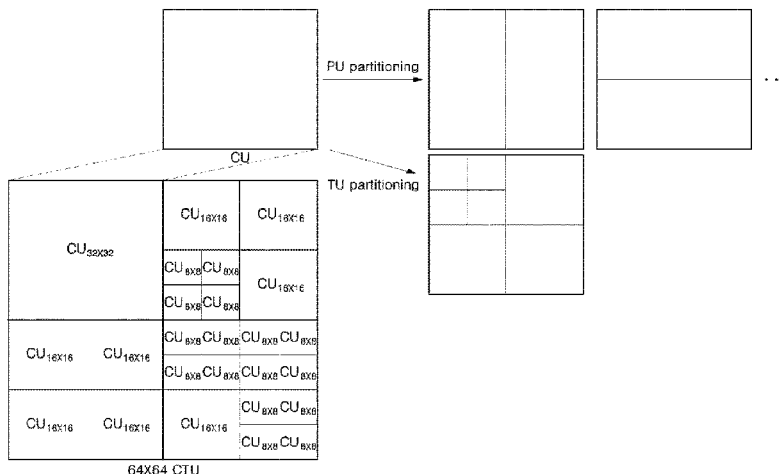 PU partitioning
CU
TU partitioning
CU16X16 CU16X16
CU32X32
CU8X8 CU8X8
CU16X16
CU8X8 CU8X8
CU8X8 CU8X8 CU8X8 CU8X8
CU16X16 CU16X16
CU8X8 CU8X8 CU8X8 CU8X8
CU8X8 CU8X8
CU16X16 CU16X16 CU16X16
CU8X8 CU8X8
64X64 CTU